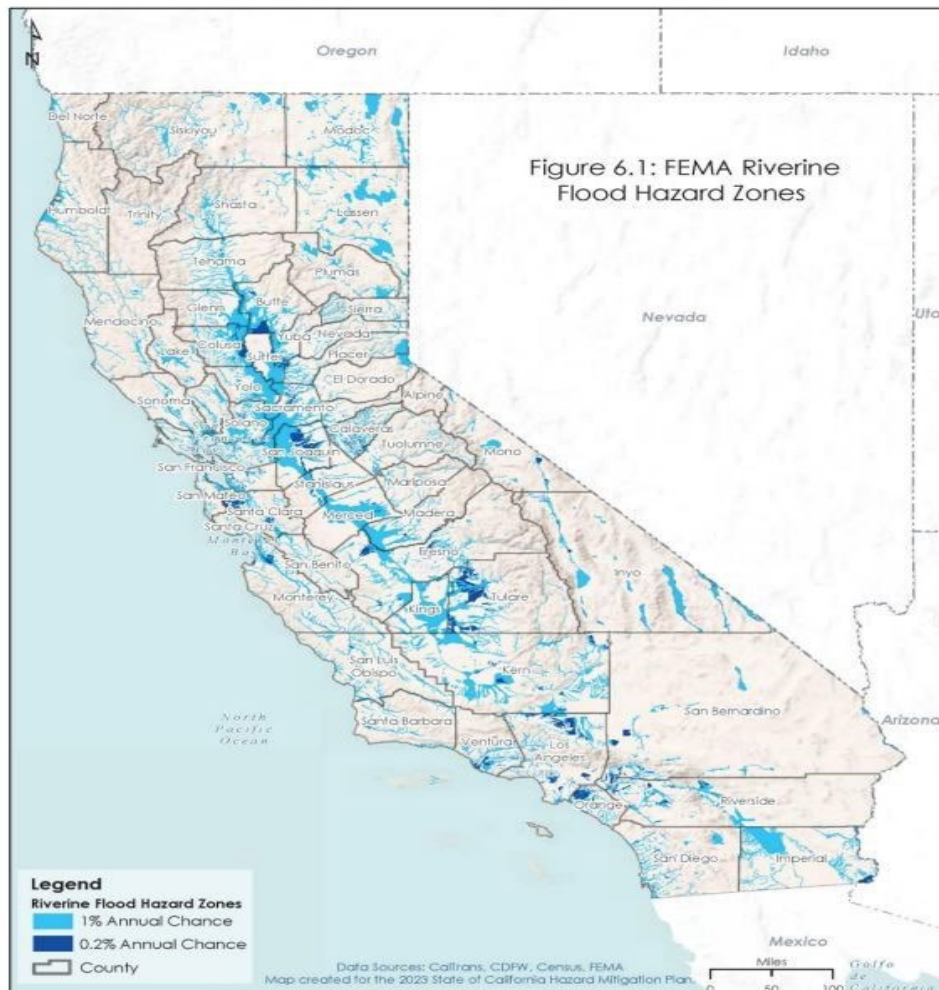 N
Oregon
Idaho
Del Norte
Siskiyou
Modoc
Figure 6.1: FEMA Riverine
Flood Hazard Zones
Humboldt
Trinity
Shasta
Lassen
Tehama
Plumas
Butte
Glenn
Sierra
Mendocino
Nevada
Utah
Colusa
Yuba
Nevada
Lake
Sutter
Placer
Yolo
El Dorado
Sonoma
Sacramento
Alpine
Solano
Calaveras
Tuolumne
Mono
San Joaquin
San Francisco
Stanislaus
Mariposa
San Mateo
Santa Clara
Merced
Madera
Santa Cruz
Fresno
San Benito
Inyo
Monterey
Kings
Tulare
San Luis
Obispo
Kern
San Bernardino
Santa Barbara
North
Pacific
Ocean
Arizona
Ventura
Los
Angeles
Orange
Riverside
San Diego
Imperial
Legend
Riverine Flood Hazard Zones
1% Annual Chance
0.2% Annual Chance
County
Mexico
Data Sources: CalTrans, CDFW, Census, FEMA
Map created for the 2023 State of California Hazard Mitigation Plan
Miles
0 50 100
Golfo
de
California